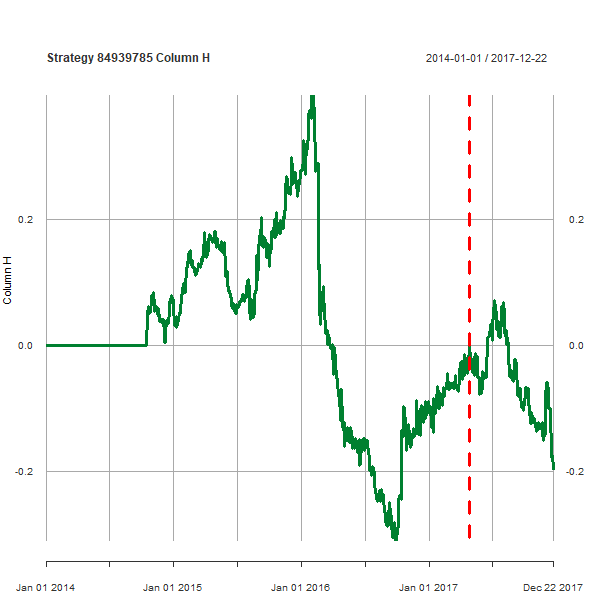 Strategy 84939785 Column H
2014-01-01 / 2017-12-22
Column H
0.2
0.2
0.0
0.0
-0.2
-0.2
Jan 01 2014
Jan 01 2015
Jan 01 2016
Jan 01 2017
Dec 22 2017